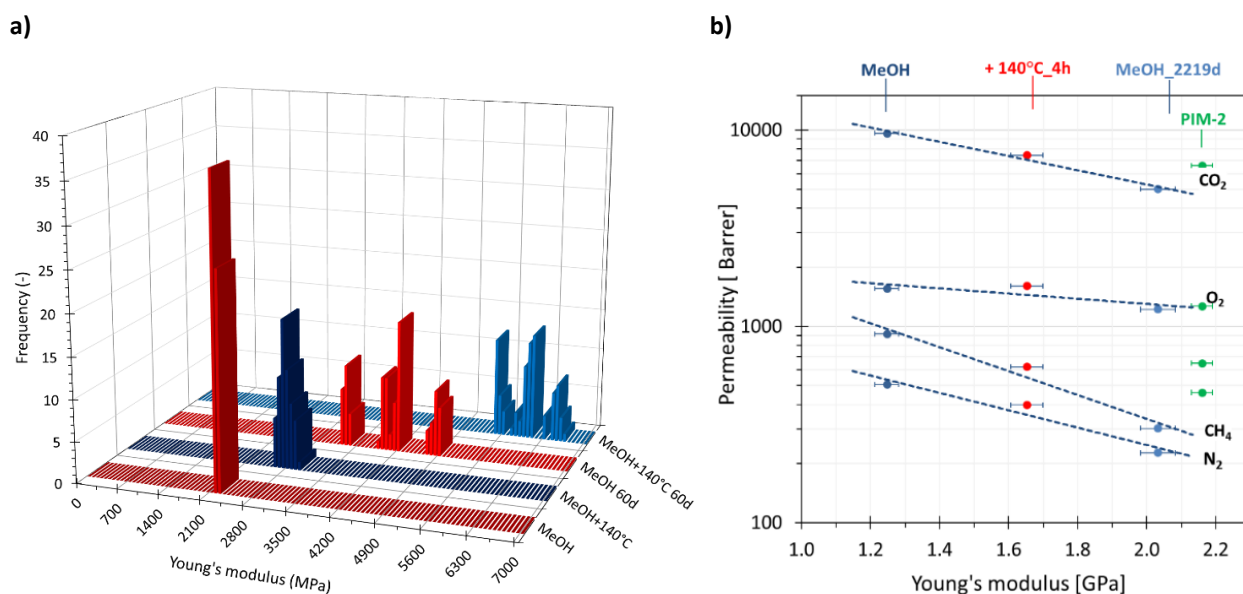 a)
40
35
30
25
20
15
10
5
0
Frequency (-)
0
700
1400
2100
2800
3500
4200
4900
5600
6300
7000
Young's modulus (MPa)
MeOH+140°C 60d
MeOH 60d
MeOH+140°C
MeOH
b)
MeOH
+ 140°C_4h
MeOH_2219d
PIM-2
10000
1000
100
Permeability [ Barrer]
CO2
O2
CH4
N2
1.0
1.2
1.4
1.6
1.8
2.0
2.2
Young's modulus [GPa]